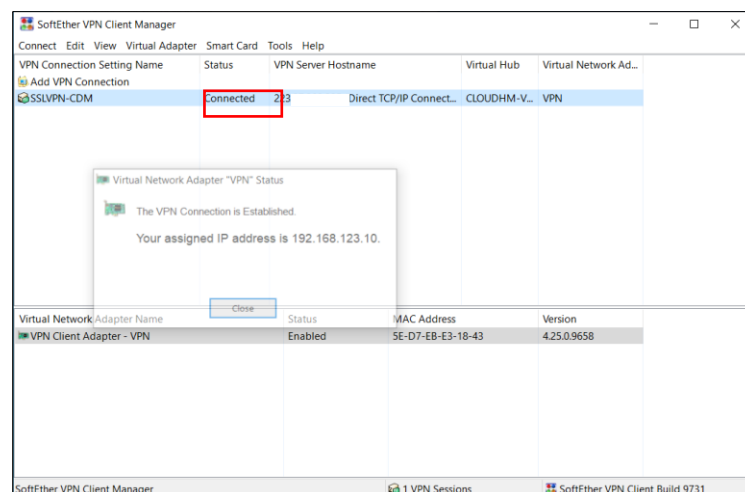 SoftEther VPN Client Manager
Connect Edit View Virtual Adapter Smart Card Tools Help
VPN Connection Setting Name Status VPN Server Hostname Virtual Hub Virtual Network Ad...
Add VPN Connection
SSLVPN-CDM Connected 223 Direct TCP/IP Connect... CLOUDHM-V... VPN
Virtual Network Adapter "VPN" Status
The VPN Connection is Established.
Your assigned IP address is 192.168.123.10.
Close
Virtual Network Adapter Name Status MAC Address Version
VPN Client Adapter - VPN Enabled 5E-D7-EB-E3-18-43 4.25.0.9658
SoftEther VPN Client Manager 1 VPN Sessions SoftEther VPN Client Build 9731